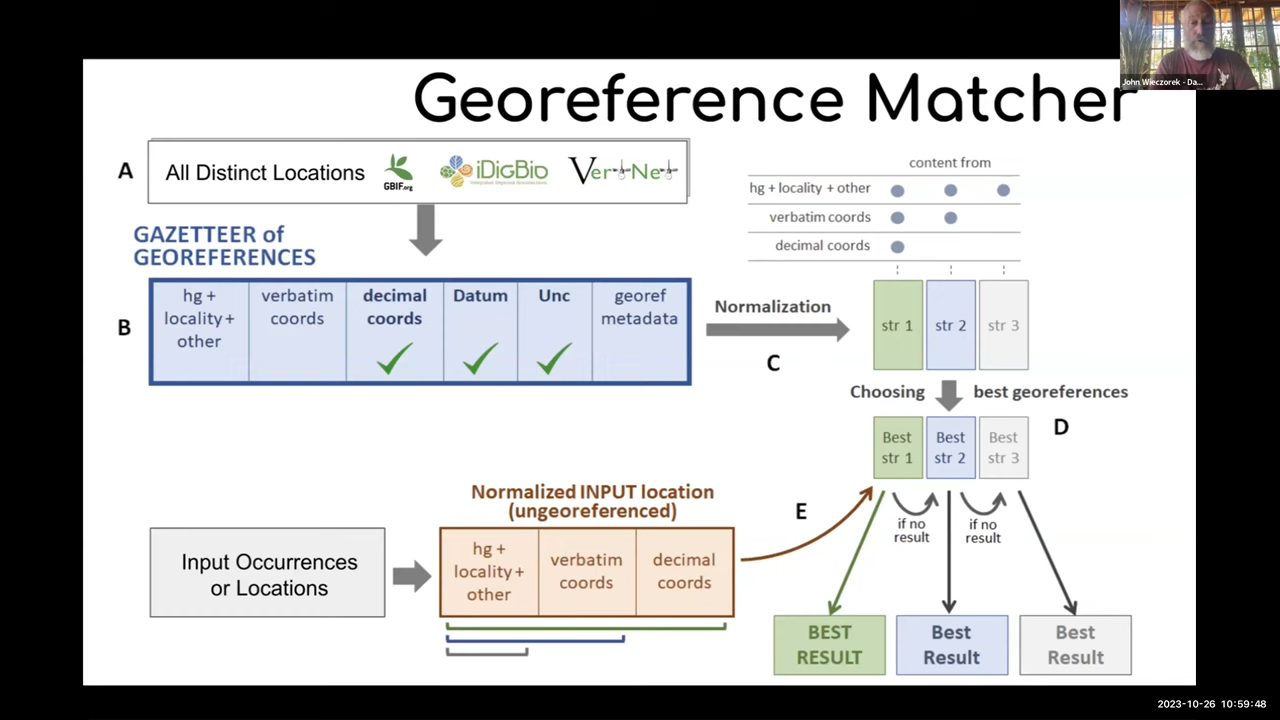 Georeference Matcher
John Wieczorek - Da...
A
All Distinct Locations
GBIF.org
iDigBio
VertNet
content from
hg + locality + other
verbatim coords
decimal coords
GAZETTEER of
GEOREFERENCES
B
hg +
locality +
other
verbatim
coords
decimal
coords
Datum
Unc
georef
metadata
Normalization
C
str 1
str 2
str 3
Choosing
best georeferences
D
Best
str 1
Best
str 2
Best
str 3
Normalized INPUT location
(ungeoreferenced)
E
if no
result
if no
result
Input Occurrences
or Locations
hg +
locality +
other
verbatim
coords
decimal
coords
BEST
RESULT
Best
Result
Best
Result
2023-10-26 10:59:48